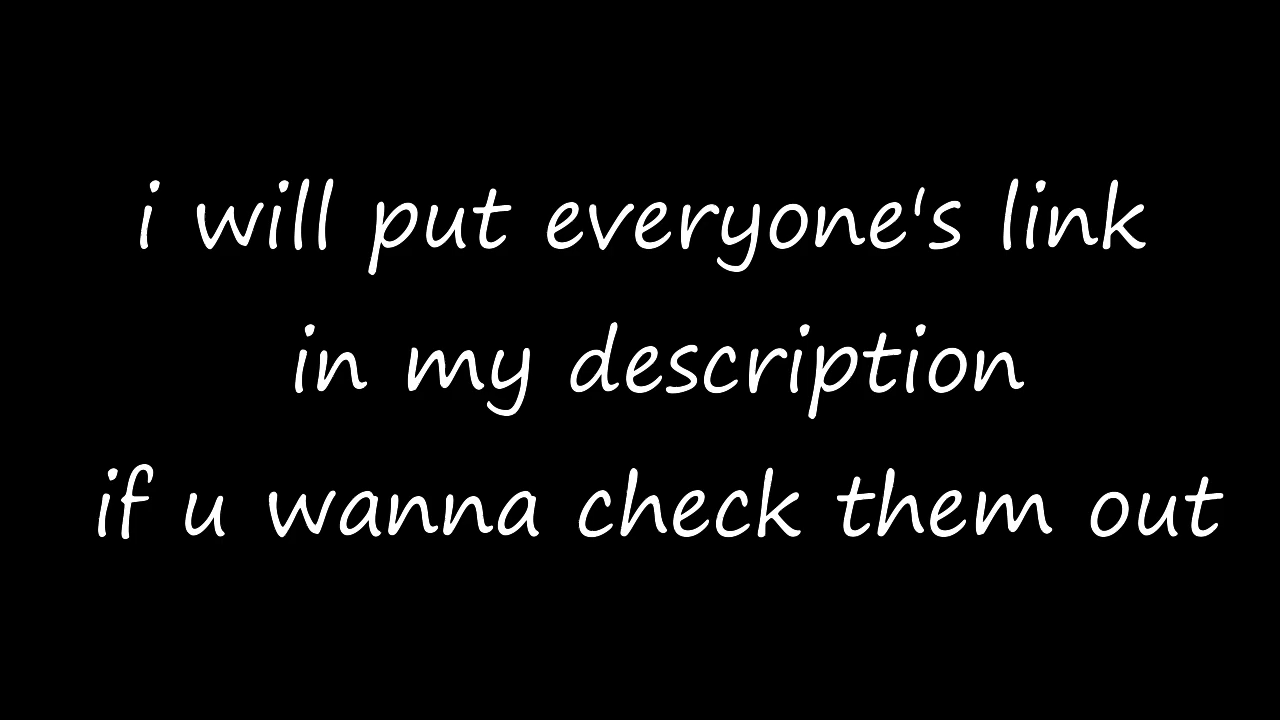 i will put everyone's link
in my description
if u wanna check them out